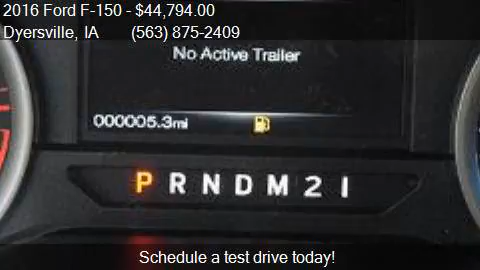 2016 Ford F-150 - $44,794.00
Dyersville, IA (563) 875-2409
No Active Trailer
000005.3mi
P R N D M 2 1
Schedule a test drive today!